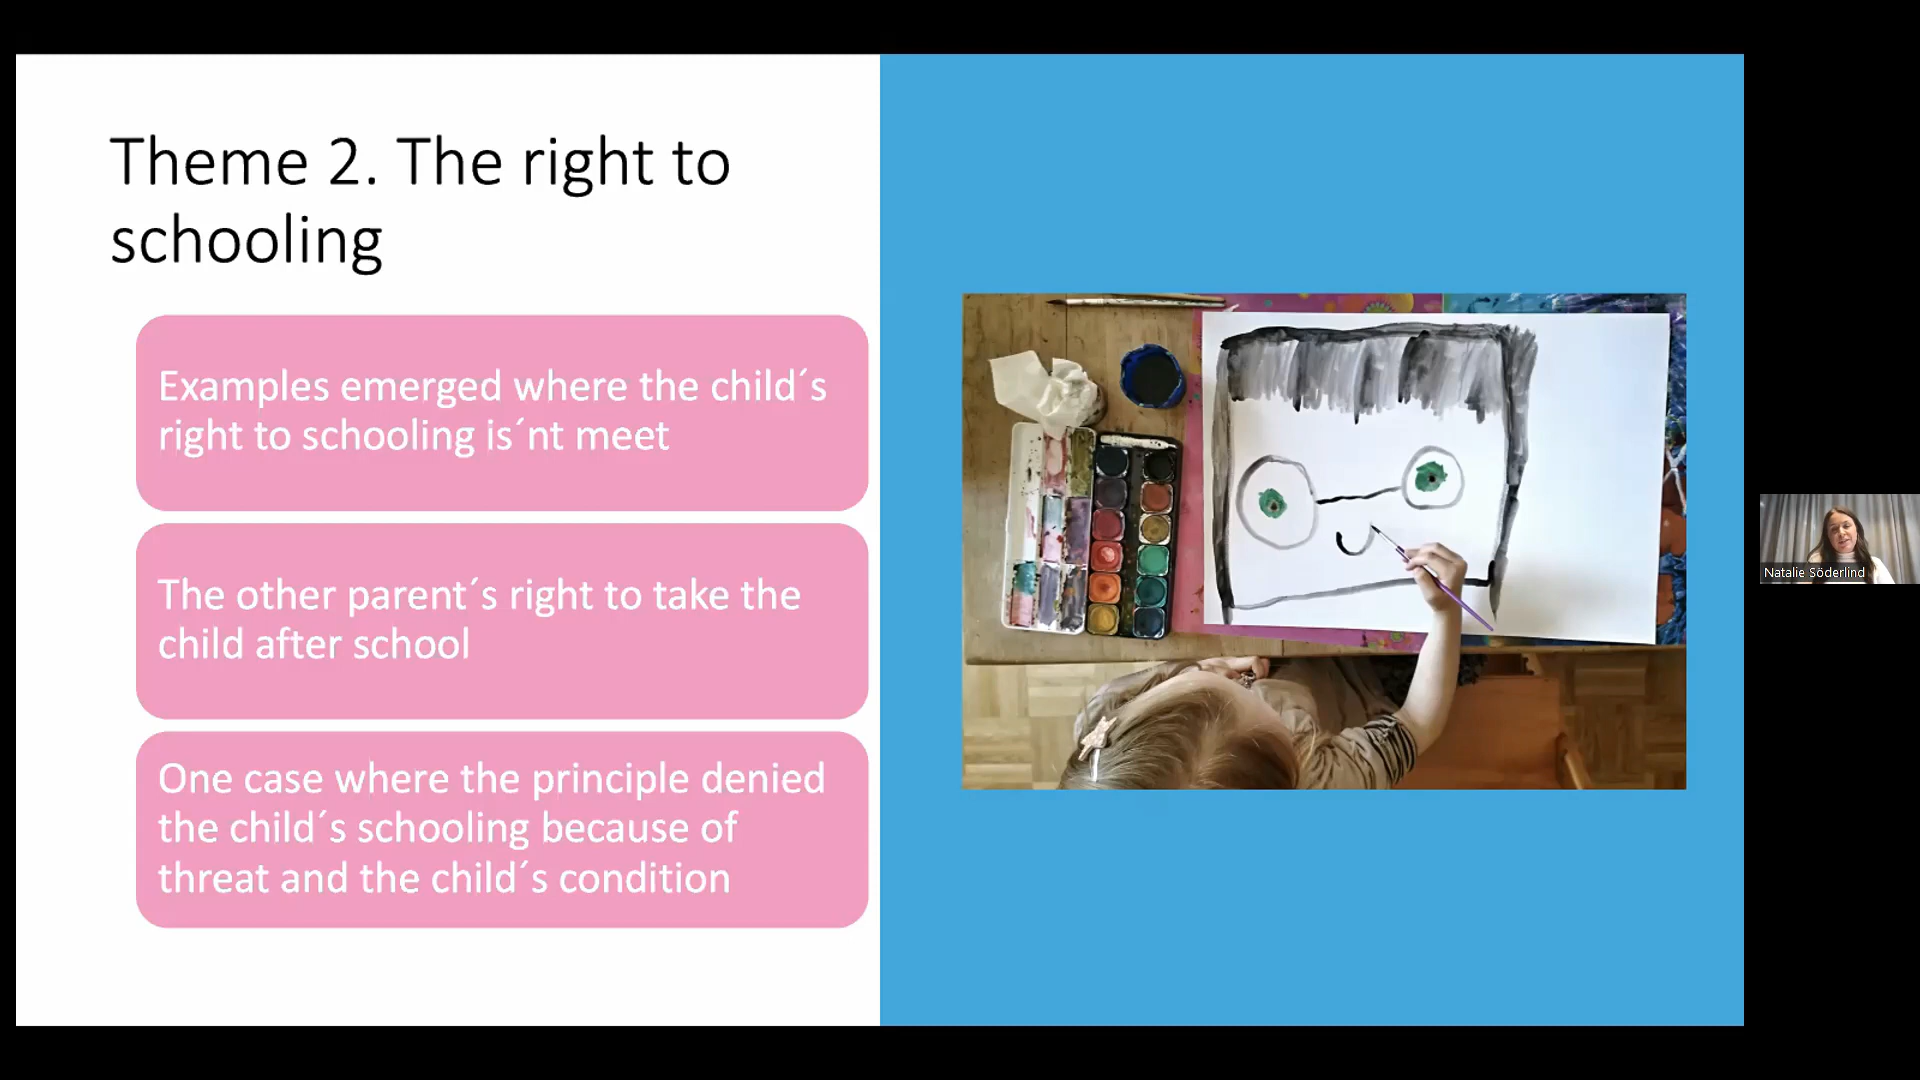 Theme 2. The right to
schooling
Examples emerged where the child´s
right to schooling is´nt meet
The other parent´s right to take the
child after school
One case where the principle denied
the child´s schooling because of
threat and the child´s condition
Natalie Söderlind